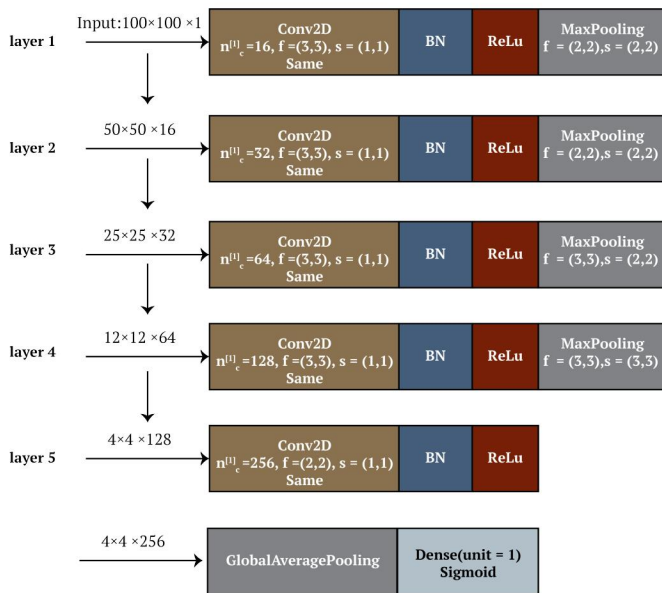 Input:100×100 ×1
layer 1
Conv2D
n[1]c=16, f =(3,3), s = (1,1)
Same
BN
ReLu
MaxPooling
f = (2,2),s = (2,2)
50×50 ×16
layer 2
Conv2D
n[1]c=32, f =(3,3), s = (1,1)
Same
BN
ReLu
MaxPooling
f = (2,2),s = (2,2)
25×25 ×32
layer 3
Conv2D
n[1]c=64, f =(3,3), s = (1,1)
Same
BN
ReLu
MaxPooling
f = (3,3),s = (2,2)
12×12 ×64
layer 4
Conv2D
n[1]c=128, f =(3,3), s = (1,1)
Same
BN
ReLu
MaxPooling
f = (3,3),s = (3,3)
4×4 ×128
layer 5
Conv2D
n[1]c=256, f =(2,2), s = (1,1)
Same
BN
ReLu
4×4 ×256
GlobalAveragePooling
Dense(unit = 1)
Sigmoid